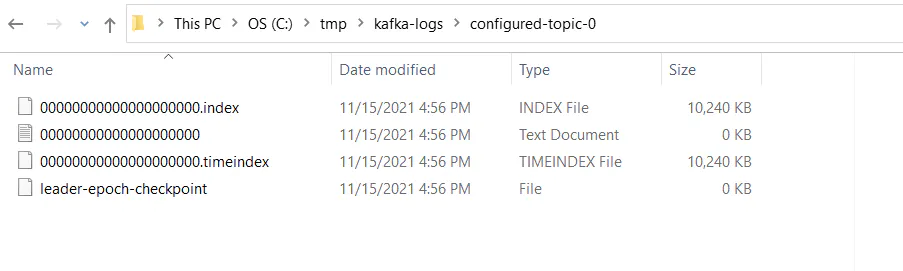 This PC > OS (C:) > tmp > kafka-logs > configured-topic-0
Name Date modified Type Size
00000000000000000000.index 11/15/2021 4:56 PM INDEX File 10,240 KB
00000000000000000000 11/15/2021 4:56 PM Text Document 0 KB
00000000000000000000.timeindex 11/15/2021 4:56 PM TIMEINDEX File 10,240 KB
leader-epoch-checkpoint 11/15/2021 4:56 PM File 0 KB